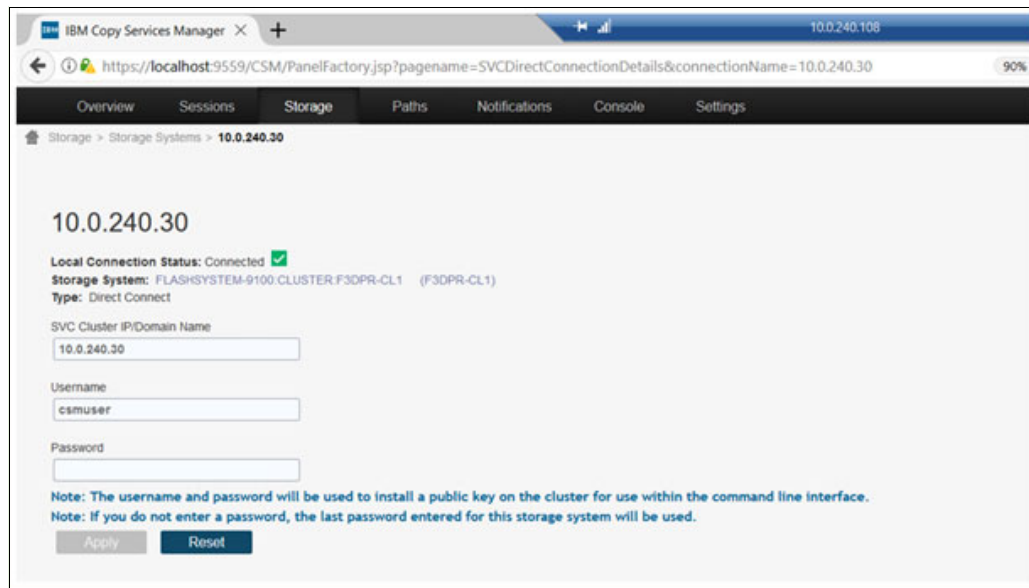 IBM IBM Copy Services Manager
10.0.240.108
https://localhost:9559/CSM/PanelFactory.jsp?pagename=SVCDirectConnectionDetails&connectionName=10.0.240.30 90%
Overview Sessions Storage Paths Notifications Console Settings
Storage > Storage Systems > 10.0.240.30
10.0.240.30
Local Connection Status: Connected
Storage System: FLASHSYSTEM-9100:CLUSTER:F3DPR-CL1 (F3DPR-CL1)
Type: Direct Connect
SVC Cluster IP/Domain Name
10.0.240.30
Username
csmuser
Password
Note: The username and password will be used to install a public key on the cluster for use within the command line interface.
Note: If you do not enter a password, the last password entered for this storage system will be used.
Apply Reset